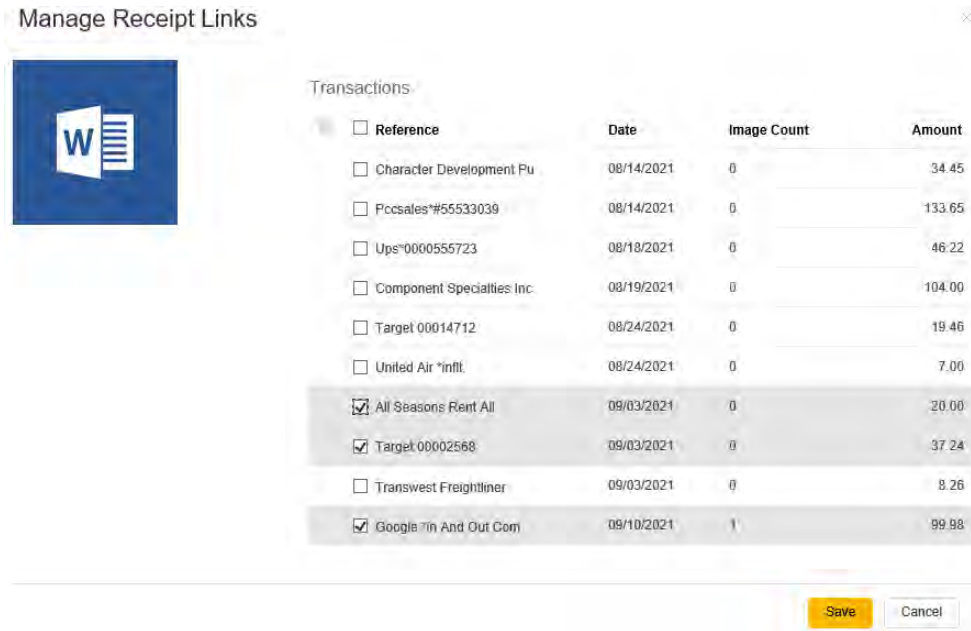 Manage Receipt Links
W
Transactions
Reference Date Image Count Amount
Character Development Pu 08/14/2021 0 34.45
Pccsales*#55533039 08/14/2021 0 133.65
Ups*0000555723 08/18/2021 0 46.22
Component Specialties Inc 08/19/2021 0 104.00
Target 00014712 08/24/2021 0 19.46
United Air *inflt. 08/24/2021 0 7.00
All Seasons Rent All 09/03/2021 0 20.00
Target 00002568 09/03/2021 0 37.24
Transwest Freightliner 09/03/2021 0 8.26
Google *in And Out Com 09/10/2021 1 99.98
Save Cancel